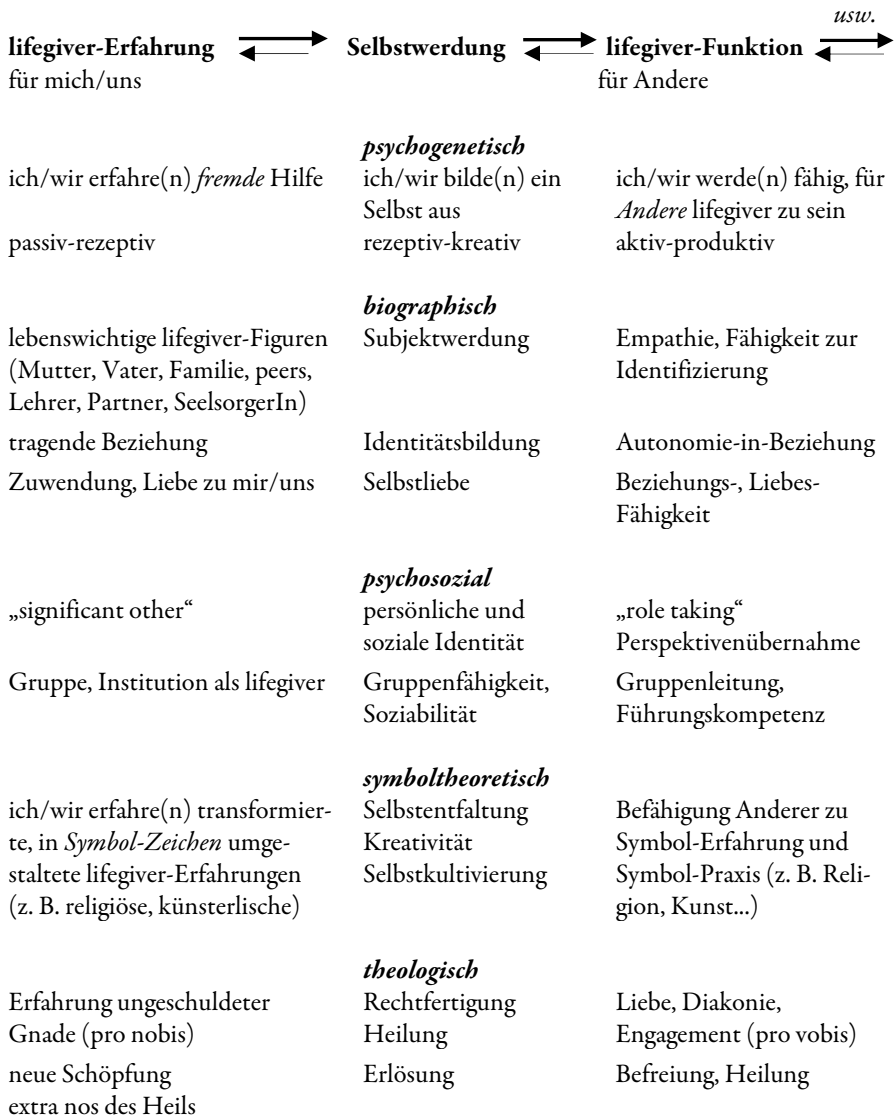 usw.
lifegiver-Erfahrung Selbstwerdung lifegiver-Funktion
für mich/uns für Andere
psychogenetisch
ich/wir erfahre(n) fremde Hilfe ich/wir bilde(n) ein ich/wir werde(n) fähig, für
Selbst aus Andere lifegiver zu sein
passiv-rezeptiv rezeptiv-kreativ aktiv-produktiv
biographisch
lebenswichtige lifegiver-Figuren Subjektwerdung Empathie, Fähigkeit zur
(Mutter, Vater, Familie, peers, Identifizierung
Lehrer, Partner, SeelsorgerIn)
tragende Beziehung Identitätsbildung Autonomie-in-Beziehung
Zuwendung, Liebe zu mir/uns Selbstliebe Beziehungs-, Liebes-
Fähigkeit
psychosozial
„significant other“ persönliche und „role taking“
soziale Identität Perspektivenübernahme
Gruppe, Institution als lifegiver Gruppenfähigkeit, Gruppenleitung,
Soziabilität Führungskompetenz
symboltheoretisch
ich/wir erfahre(n) transformier- Selbstentfaltung Befähigung Anderer zu
te, in Symbol-Zeichen umge- Kreativität Symbol-Erfahrung und
staltete lifegiver-Erfahrungen Selbstkultivierung Symbol-Praxis (z. B. Reli-
(z. B. religiöse, künsterlische) gion, Kunst...)
theologisch
Erfahrung ungeschuldeter Rechtfertigung Liebe, Diakonie,
Gnade (pro nobis) Heilung Engagement (pro vobis)
neue Schöpfung Erlösung Befreiung, Heilung
extra nos des Heils